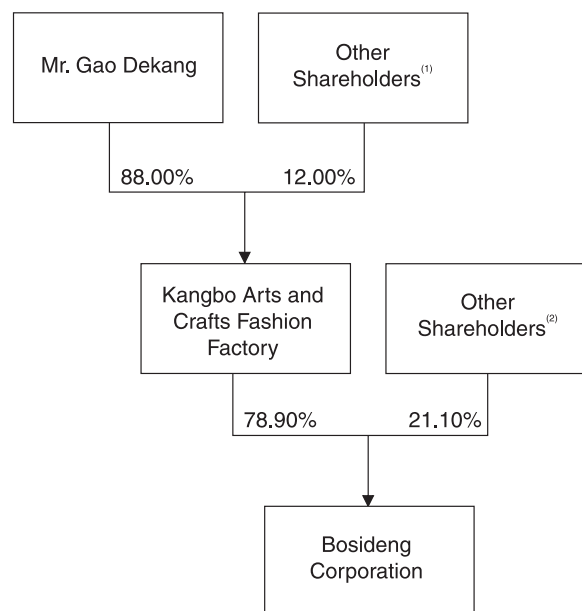 Mr. Gao Dekang
Other
Shareholders(1)
88.00%
12.00%
Kangbo Arts and
Crafts Fashion
Factory
Other
Shareholders(2)
78.90%
21.10%
Bosideng
Corporation